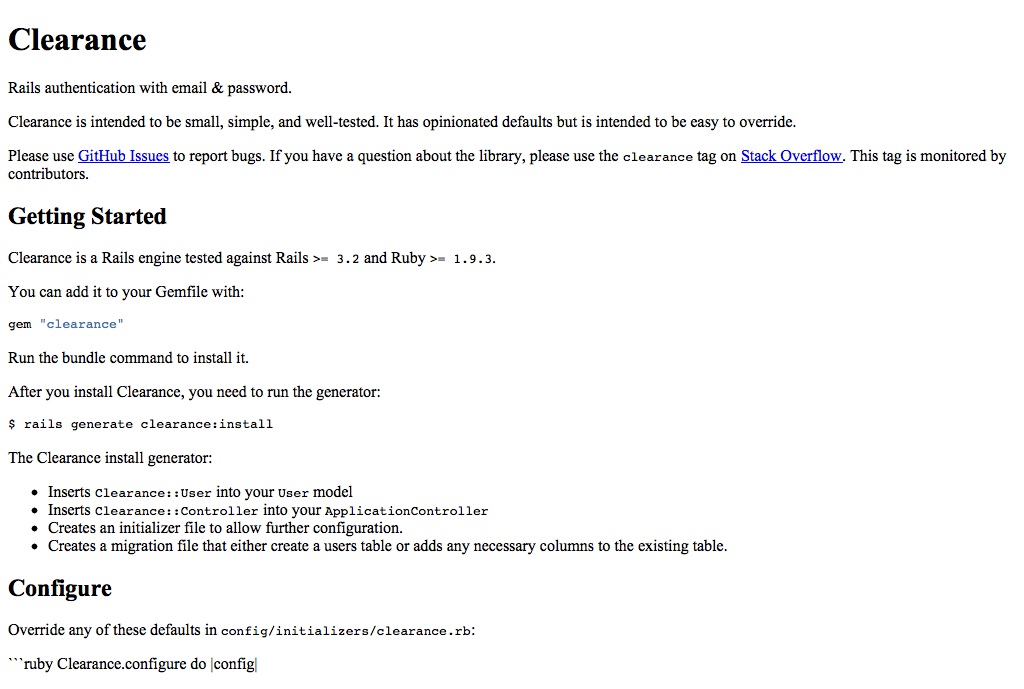 Clearance
Rails authentication with email & password.
Clearance is intended to be small, simple, and well-tested. It has opinionated defaults but is intended to be easy to override.
Please use GitHub Issues to report bugs. If you have a question about the library, please use the clearance tag on Stack Overflow. This tag is monitored by
contributors.
Getting Started
Clearance is a Rails engine tested against Rails >= 3.2 and Ruby >= 1.9.3.
You can add it to your Gemfile with:
gem "clearance"
Run the bundle command to install it.
After you install Clearance, you need to run the generator:
$ rails generate clearance:install
The Clearance install generator:
• Inserts Clearance::User into your User model
• Inserts Clearance::Controller into your ApplicationController
• Creates an initializer file to allow further configuration.
• Creates a migration file that either create a users table or adds any necessary columns to the existing table.
Configure
Override any of these defaults in config/initializers/clearance.rb:
```ruby Clearance.configure do |config|